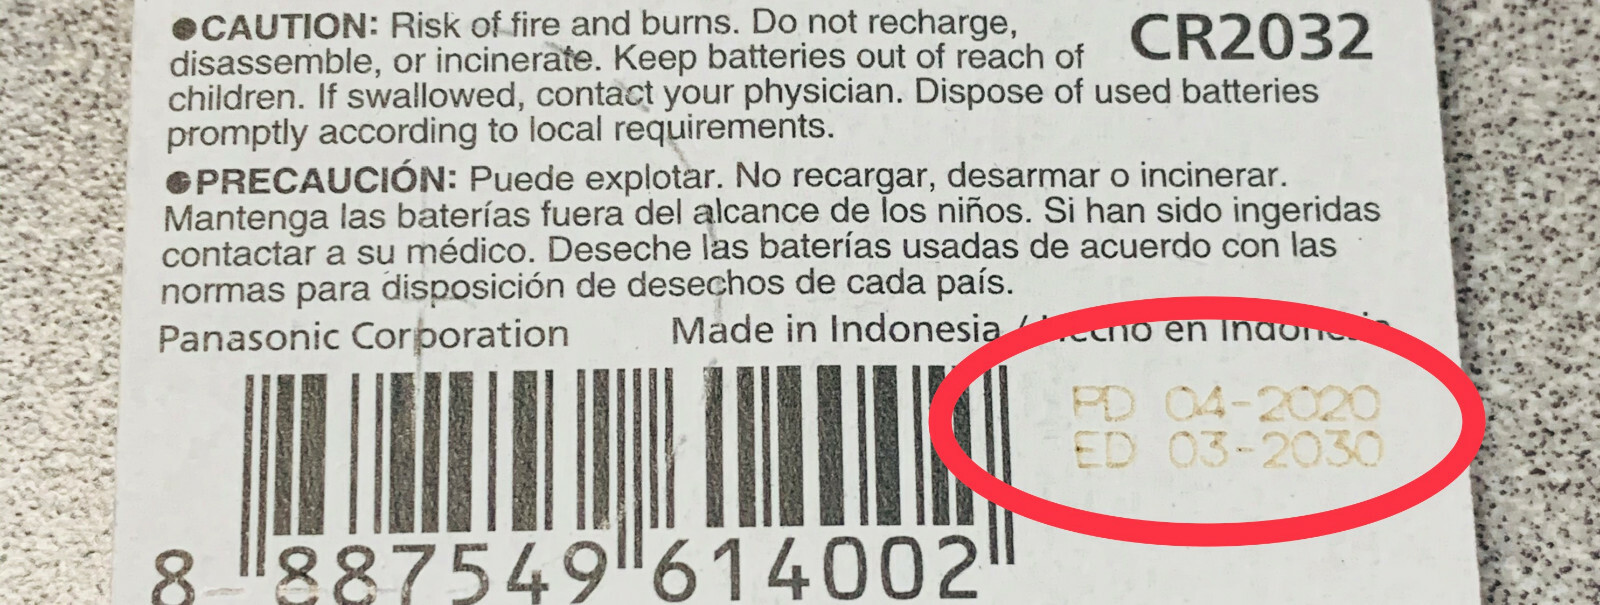 ●CAUTION: Risk of fire and burns. Do not recharge,
disassemble, or incinerate. Keep batteries out of reach of
children. If swallowed, contact your physician. Dispose of used batteries
promptly according to local requirements.
CR2032
●PRECAUCIÓN: Puede explotar. No recargar, desarmar o incinerar.
Mantenga las baterías fuera del alcance de los niños. Si han sido ingeridas
contactar a su médico. Deseche las baterías usadas de acuerdo con las
normas para disposición de desechos de cada país.
Panasonic Corporation Made in Indonesia / Hecho en Indonesia
PD 04-2020
ED 03-2030
8 887549 614002